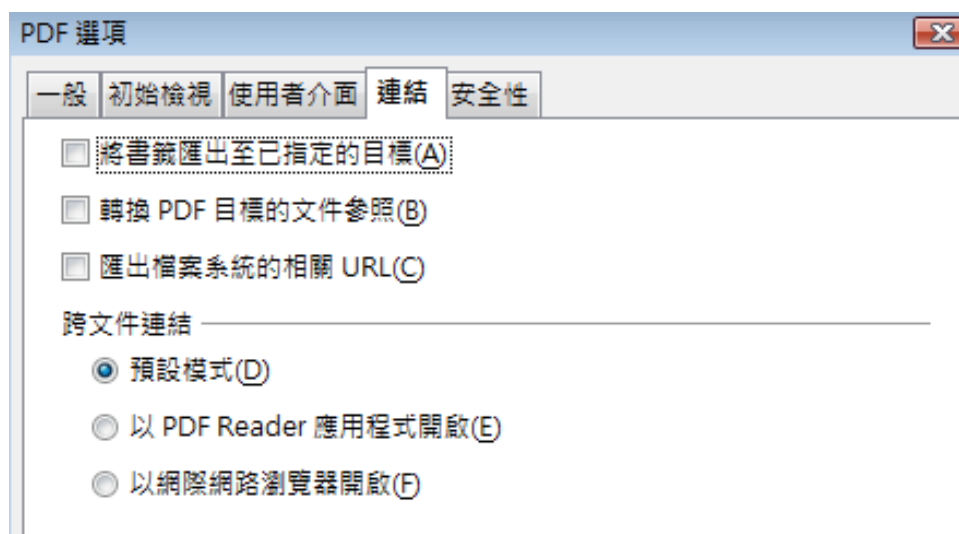 PDF 選項
一般 初始檢視 使用者介面 連結 安全性
將書籤匯出至已指定的目標(A)
轉換 PDF 目標的文件參照(B)
匯出檔案系統的相關 URL(C)
跨文件連結
預設模式(D)
以 PDF Reader 應用程式開啟(E)
以網際網路瀏覽器開啟(F)